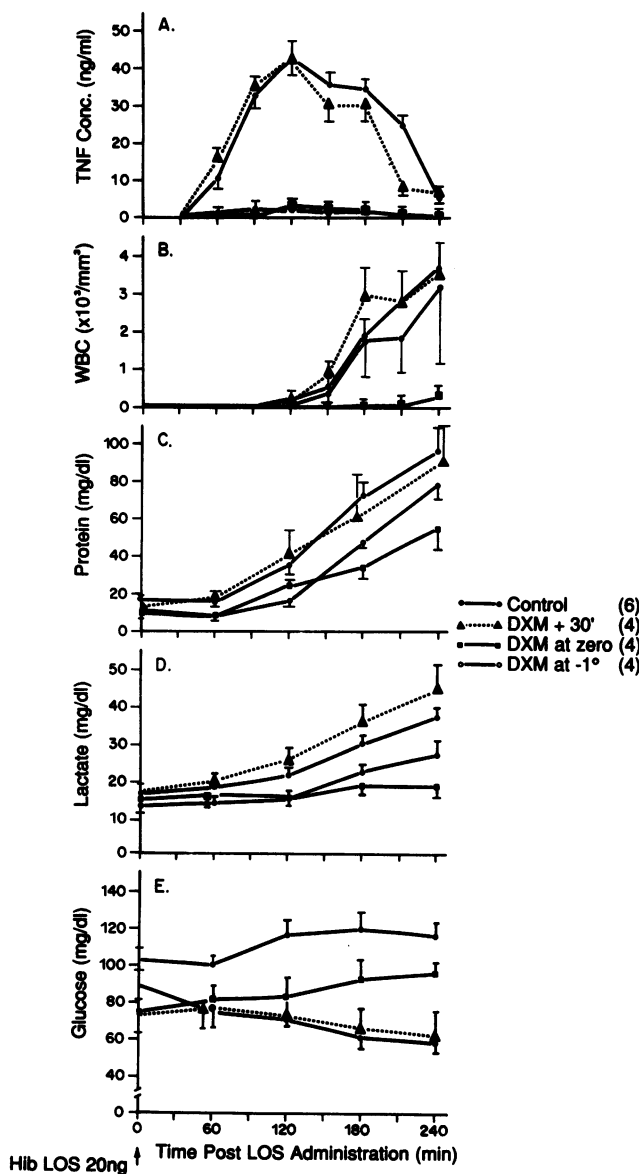 A.
TNF Conc. (ng/ml)
50
40
30
20
10
0
B.
WBC (x10³/mm³)
4
3
2
1
0
C.
Protein (mg/dl)
100
80
60
40
20
0
Control (6)
DXM + 30' (4)
DXM at zero (4)
DXM at -1° (4)
D.
Lactate (mg/dl)
50
40
30
20
10
0
E.
Glucose (mg/dl)
140
120
100
80
60
40
0
0 60 120 180 240
Time Post LOS Administration (min)
Hib LOS 20ng